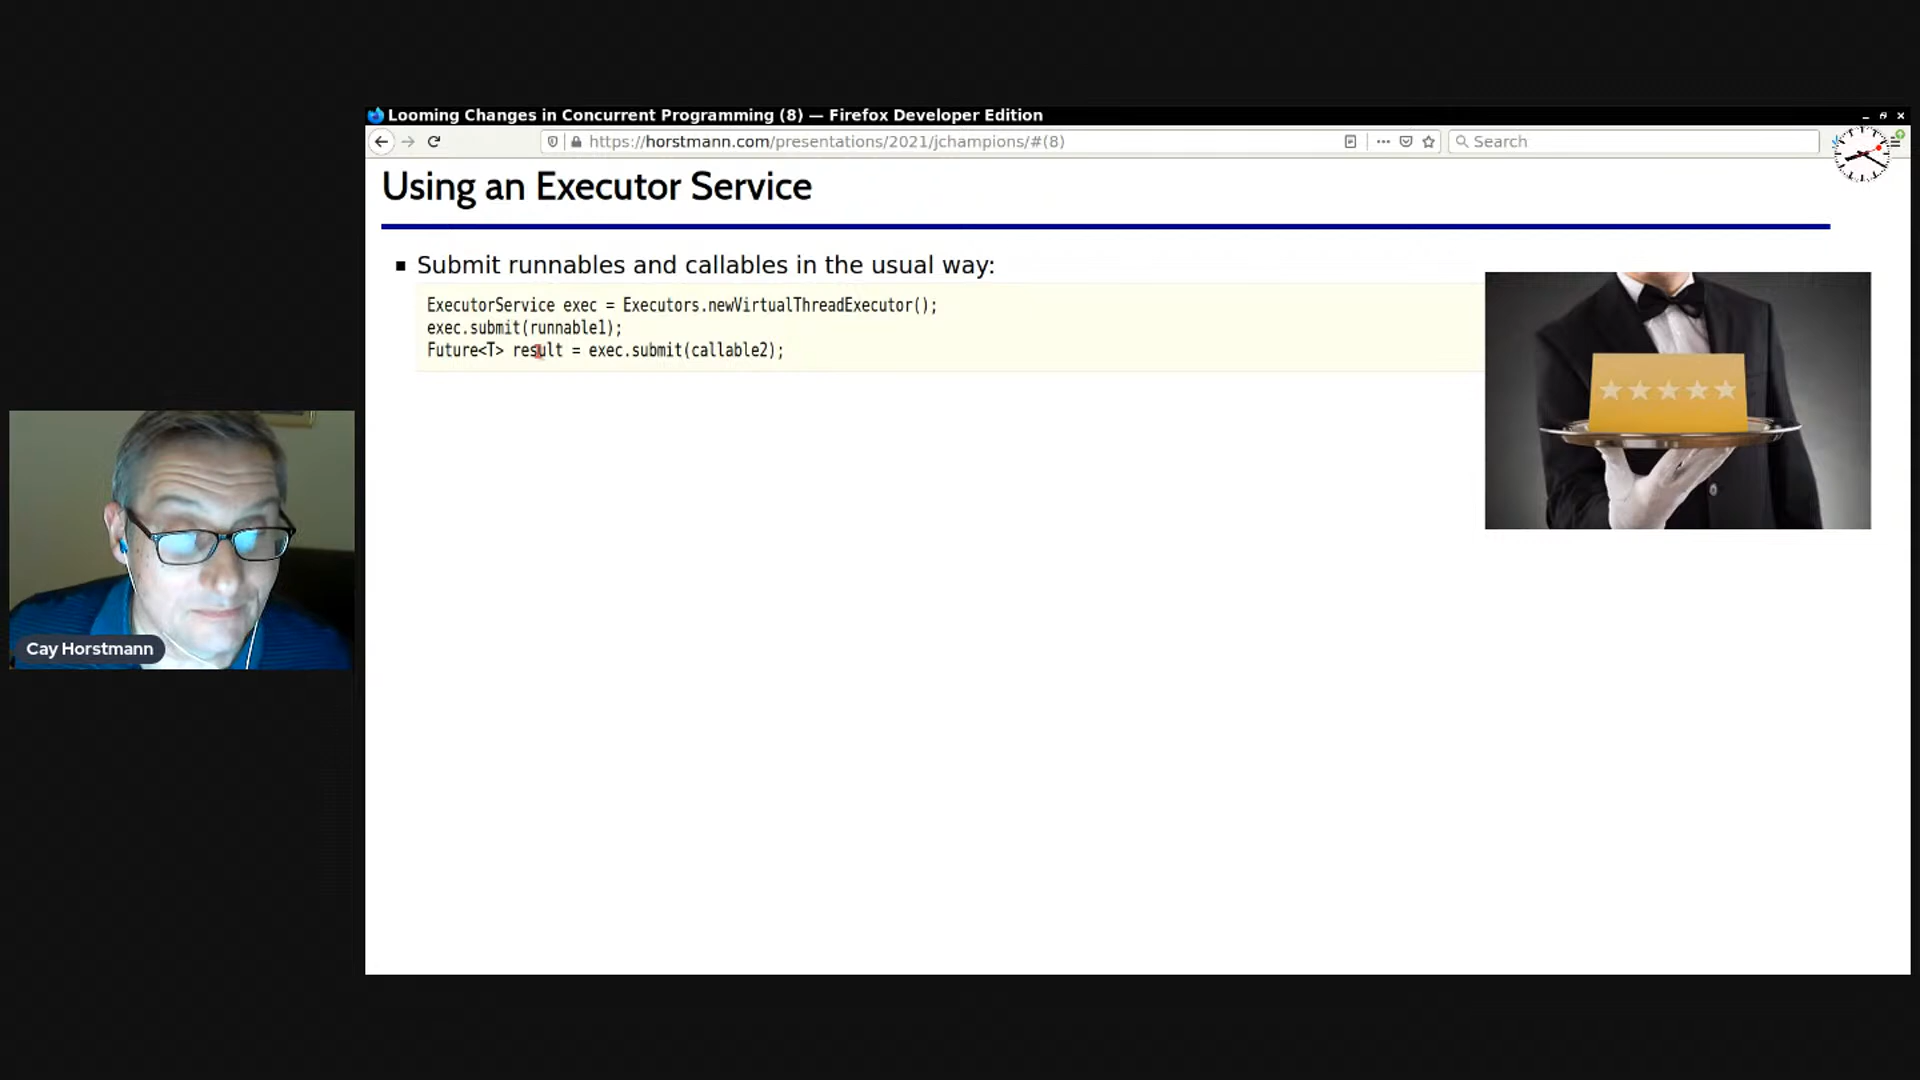 Looming Changes in Concurrent Programming (8) — Firefox Developer Edition
https://horstmann.com/presentations/2021/jchampions/#(8)
Search
Using an Executor Service
Submit runnables and callables in the usual way:
ExecutorService exec = Executors.newVirtualThreadExecutor();
exec.submit(runnable1);
Future<T> result = exec.submit(callable2);
Cay Horstmann